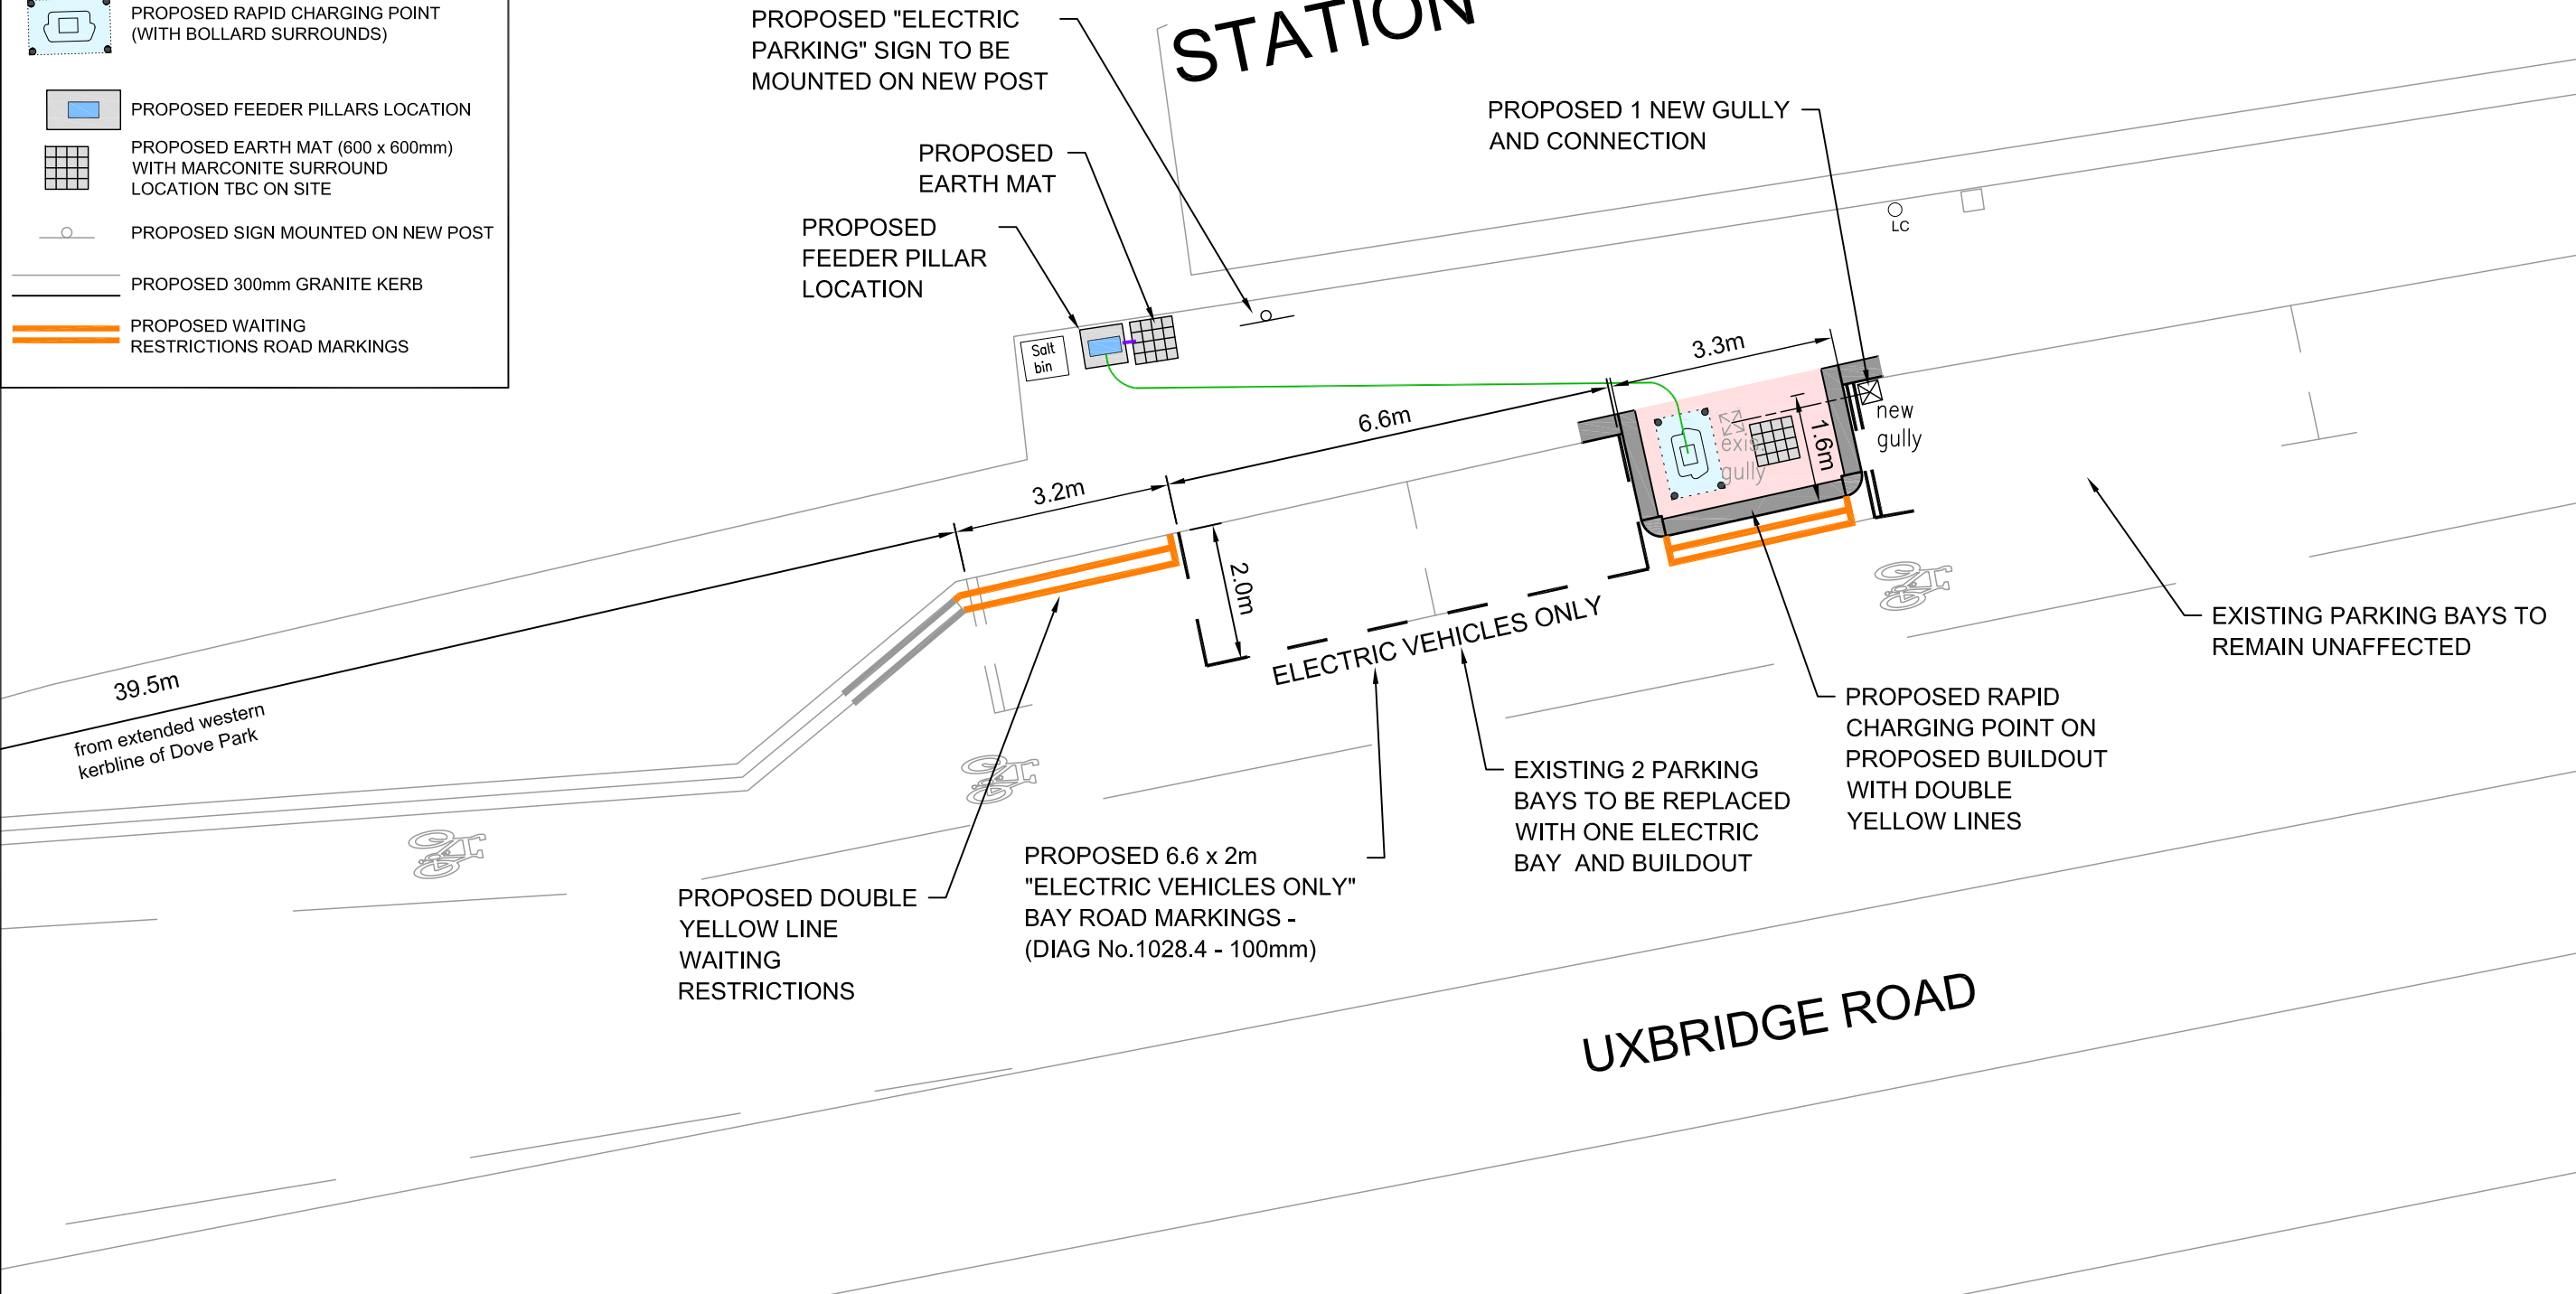 PROPOSED RAPID CHARGING POINT
(WITH BOLLARD SURROUNDS)
PROPOSED FEEDER PILLARS LOCATION
PROPOSED EARTH MAT (600 x 600mm)
WITH MARCONITE SURROUND
LOCATION TBC ON SITE
PROPOSED SIGN MOUNTED ON NEW POST
PROPOSED 300mm GRANITE KERB
PROPOSED WAITING
RESTRICTIONS ROAD MARKINGS
PROPOSED "ELECTRIC
PARKING" SIGN TO BE
MOUNTED ON NEW POST
STATION
PROPOSED 1 NEW GULLY
AND CONNECTION
PROPOSED
EARTH MAT
PROPOSED
FEEDER PILLAR
LOCATION
LC
Salt
bin
3.3m
6.6m
3.2m
2.0m
1.6m
exis.
gully
new
gully
39.5m
from extended western
kerbline of Dove Park
ELECTRIC VEHICLES ONLY
EXISTING PARKING BAYS TO
REMAIN UNAFFECTED
PROPOSED RAPID
CHARGING POINT ON
PROPOSED BUILDOUT
WITH DOUBLE
YELLOW LINES
EXISTING 2 PARKING
BAYS TO BE REPLACED
WITH ONE ELECTRIC
BAY AND BUILDOUT
PROPOSED 6.6 x 2m
"ELECTRIC VEHICLES ONLY"
BAY ROAD MARKINGS -
(DIAG No.1028.4 - 100mm)
PROPOSED DOUBLE
YELLOW LINE
WAITING
RESTRICTIONS
UXBRIDGE ROAD